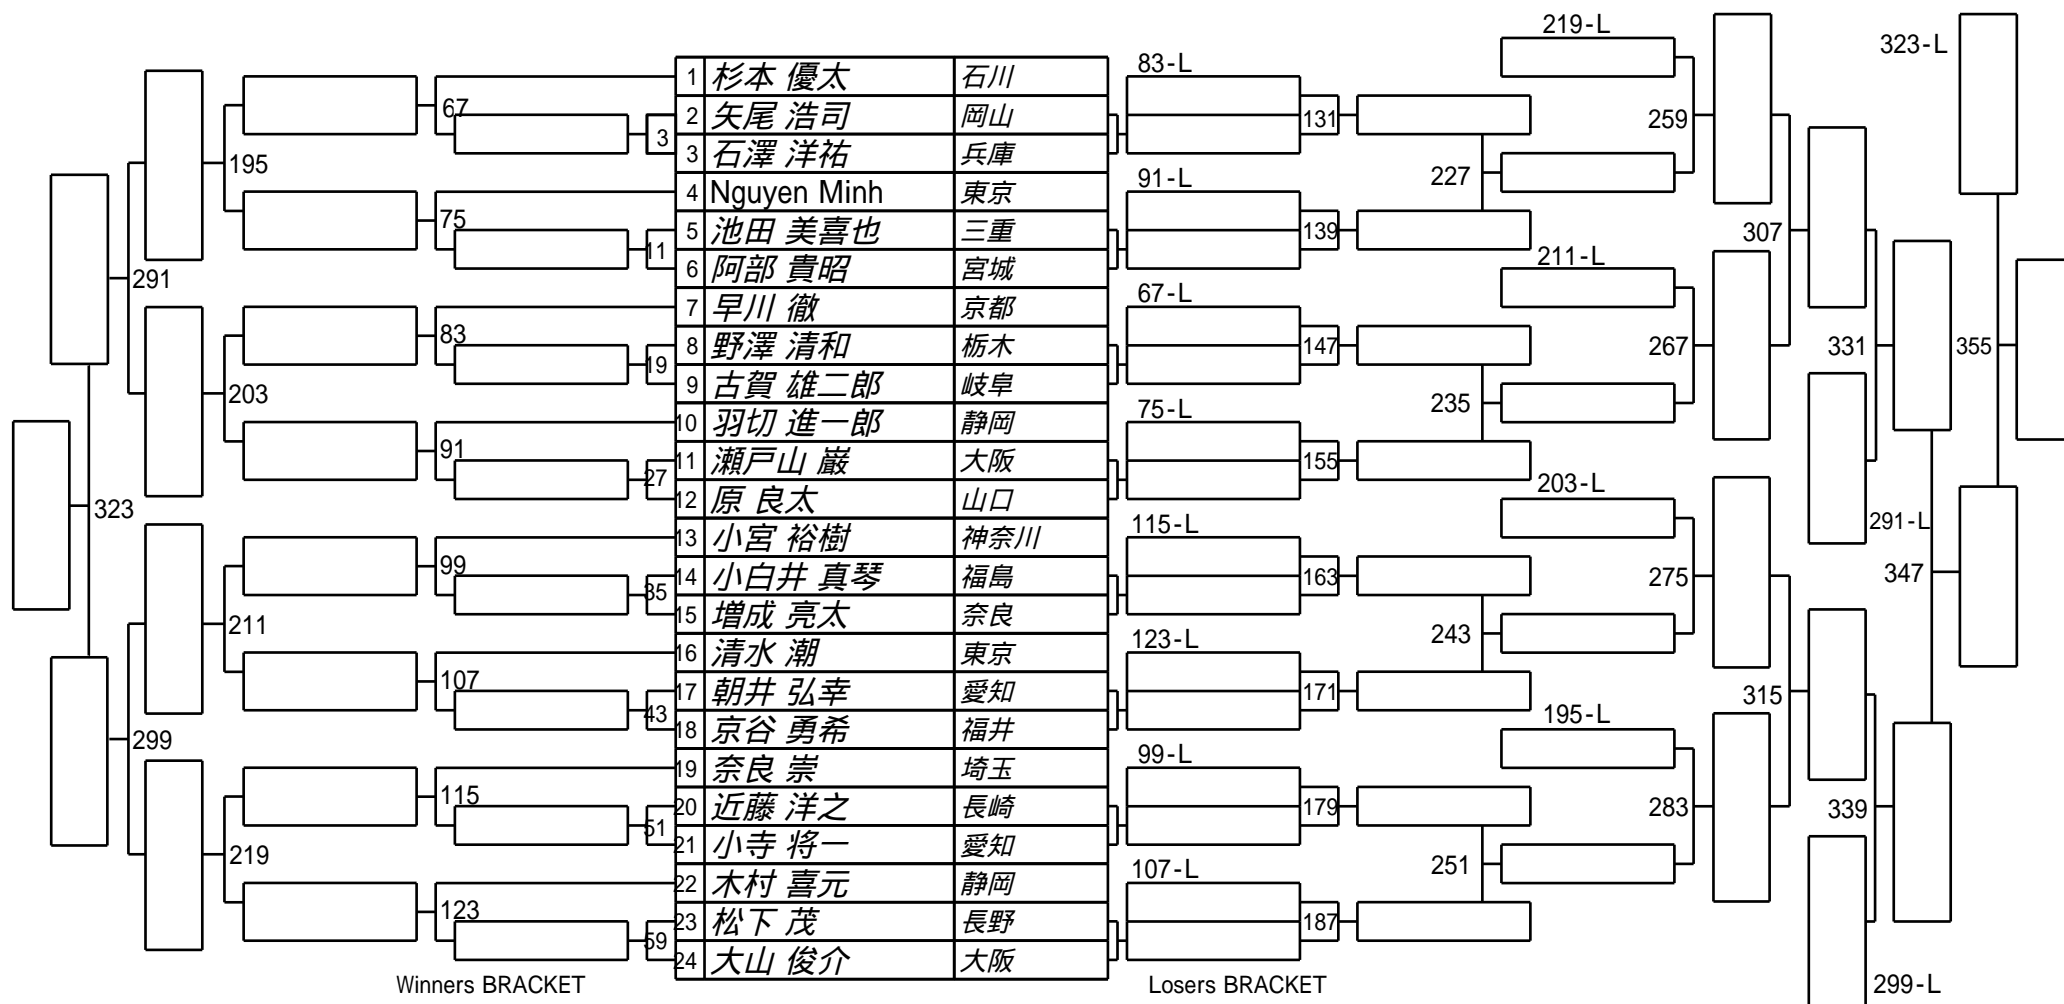 219-L
323-L
83-L
1 杉本 優太 石川
67
2 矢尾 浩司 岡山
131
259
3
3 石澤 洋祐 兵庫
195
227
91-L
4 Nguyen Minh 東京
75
5 池田 美喜也 三重
139
307
11
6 阿部 貴昭 宮城
211-L
291
67-L
7 早川 徹 京都
83
8 野澤 清和 栃木
147
267
331
355
19
9 古賀 雄二郎 岐阜
203
235
75-L
10 羽切 進一郎 静岡
91
11 瀬戸山 巌 大阪
155
27
12 原 良太 山口
203-L
323
291-L
115-L
13 小宮 裕樹 神奈川
99
14 小白井 真琴 福島
163
275
347
35
15 増成 亮太 奈良
211
243
123-L
16 清水 潮 東京
107
17 朝井 弘幸 愛知
171
315
43
18 京谷 勇希 福井
195-L
299
99-L
19 奈良 崇 埼玉
115
20 近藤 洋之 長崎
179
283
339
51
21 小寺 将一 愛知
219
251
107-L
22 木村 喜元 静岡
123
23 松下 茂 長野
187
59
24 大山 俊介 大阪
Winners BRACKET
Losers BRACKET
299-L